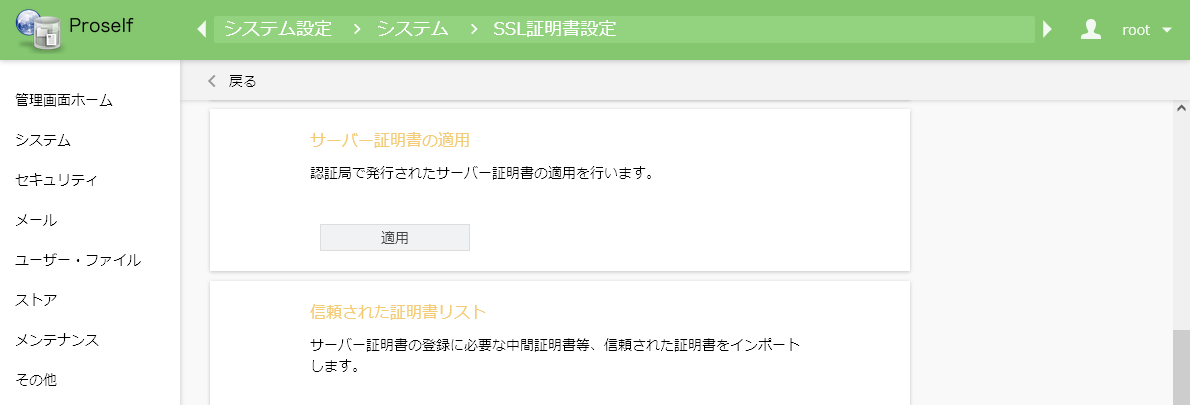 Proself
システム設定 システム SSL証明書設定
root
戻る
管理画面ホーム
システム
セキュリティ
メール
ユーザー・ファイル
ストア
メンテナンス
その他
サーバー証明書の適用
認証局で発行されたサーバー証明書の適用を行います。
適用
信頼された証明書リスト
サーバー証明書の登録に必要な中間証明書等、信頼された証明書をインポート
します。